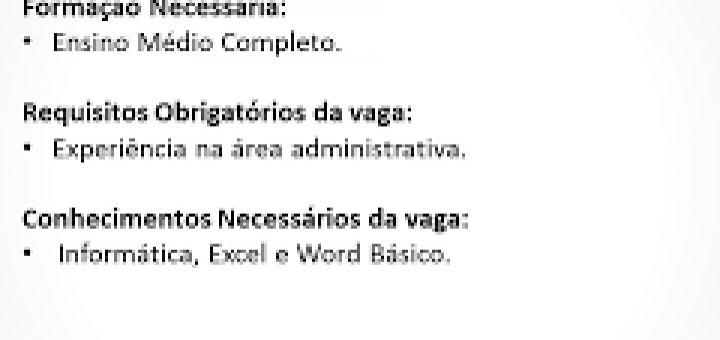 Formação Necessária:
• Ensino Médio Completo.
Requisitos Obrigatórios da vaga:
• Experiência na área administrativa.
Conhecimentos Necessários da vaga:
• Informática, Excel e Word Básico.